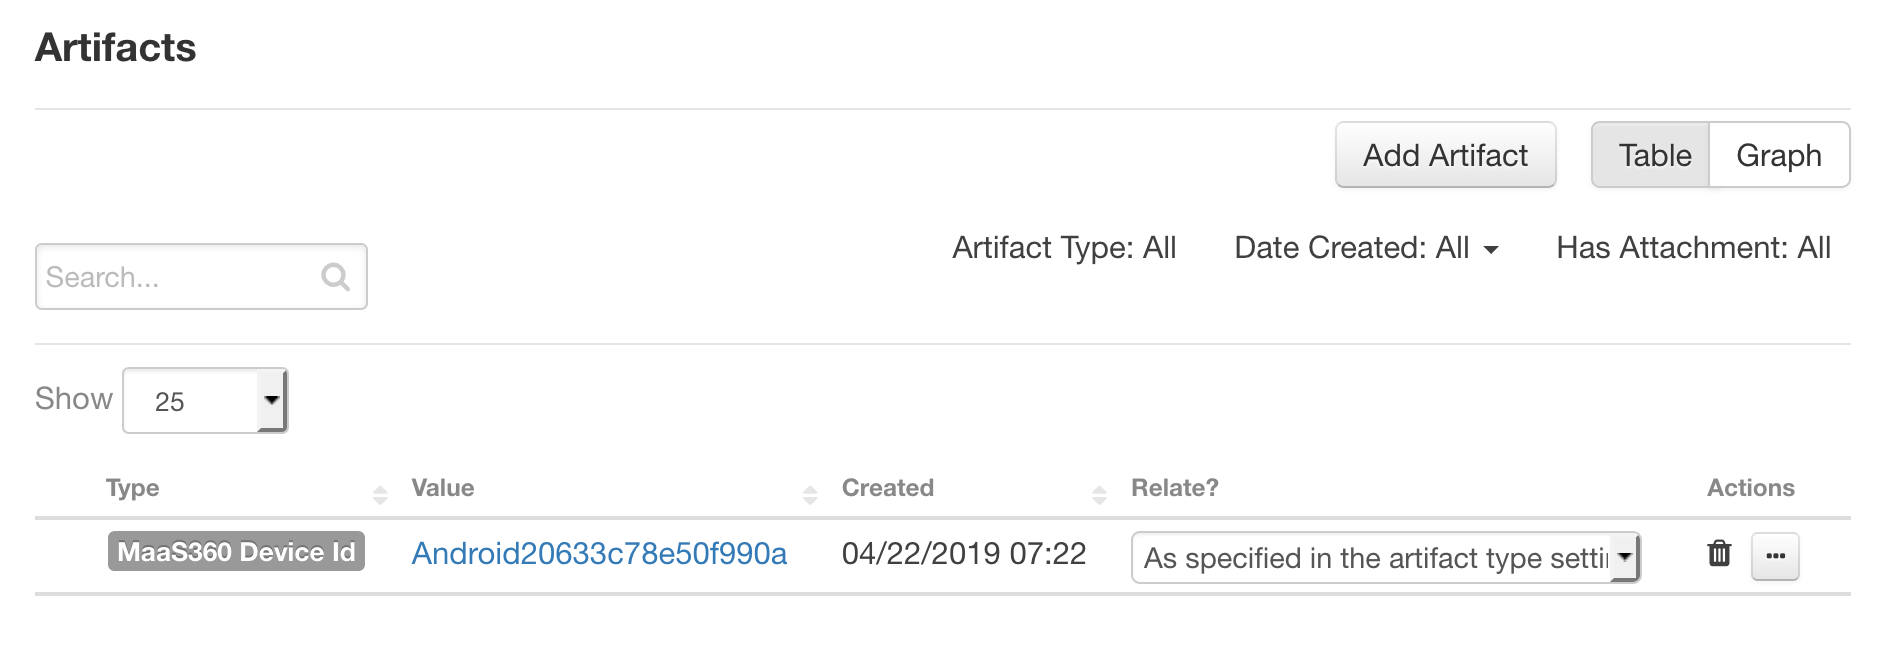 Artifacts
Add Artifact
Table
Graph
Search...
Artifact Type: All
Date Created: All
Has Attachment: All
Show
25
Type
Value
Created
Relate?
Actions
MaaS360 Device Id
Android20633c78e50f990a
04/22/2019 07:22
As specified in the artifact type